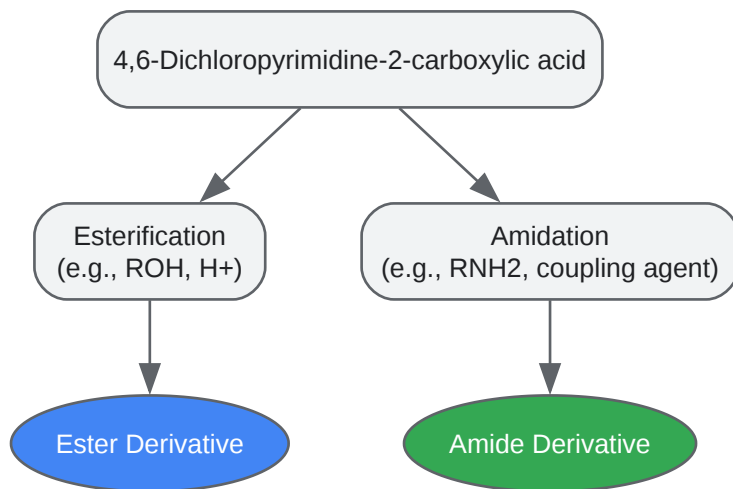 4,6-Dichloropyrimidine-2-carboxylic acid
Esterification
(e.g., ROH, H+)
Amidation
(e.g., RNH2, coupling agent)
Ester Derivative
Amide Derivative